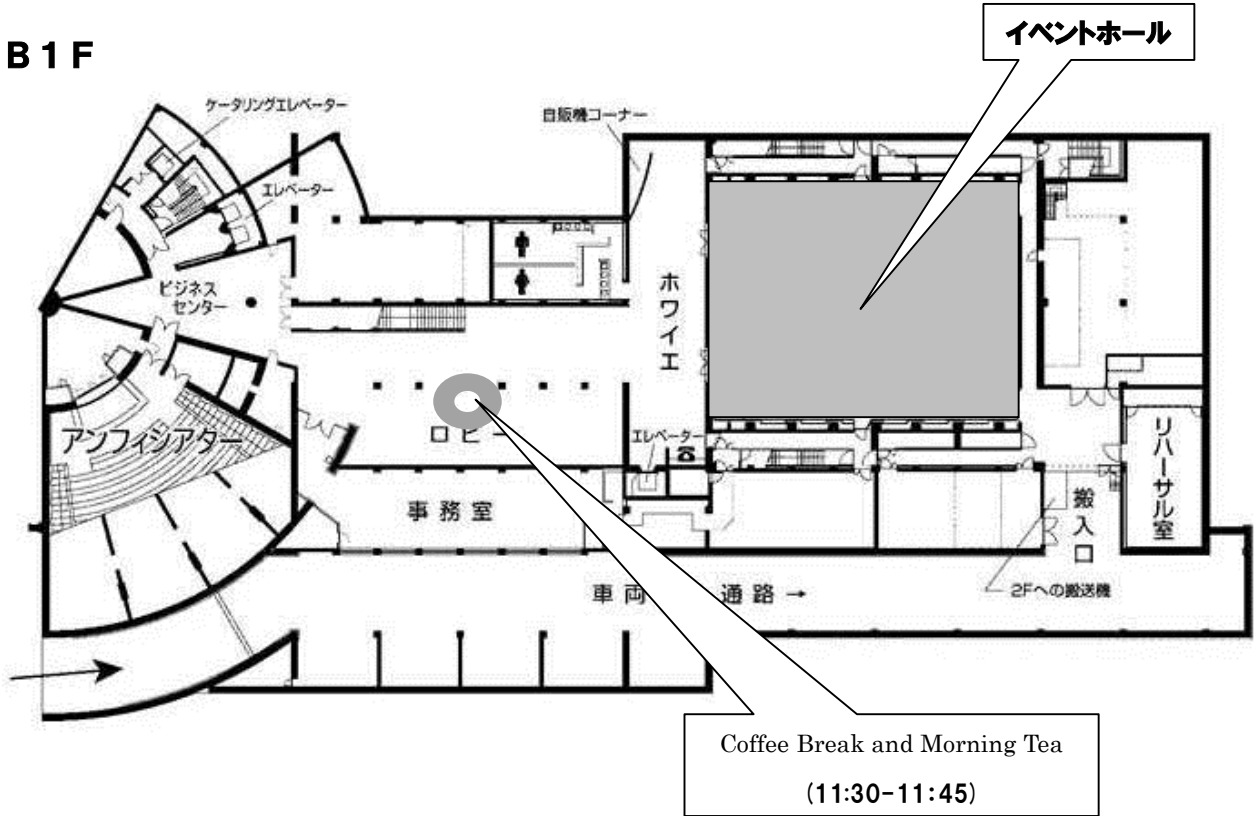 B1F
イベントホール
ケータリングエレベーター
自販機コーナー
エレベーター
ビジネス
センター
ホワイエ
アンフィシアター
ロビー
エレベーター
リハーサル室
事務室
搬入口
車両
通路→
2Fへの搬送機
Coffee Break and Morning Tea
(11:30-11:45)